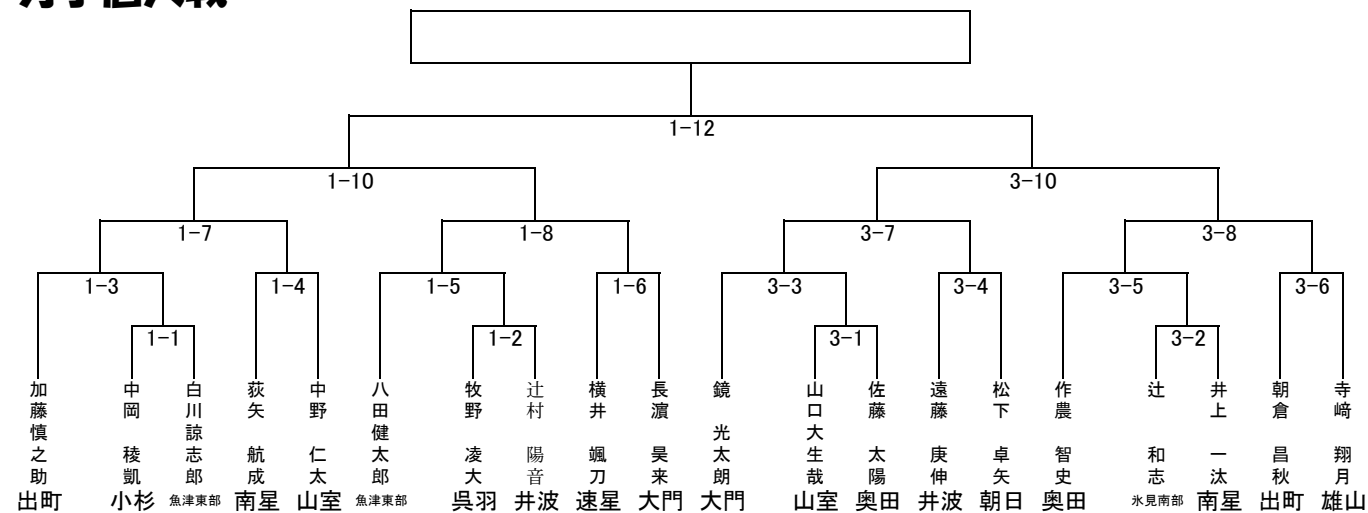 男子個人戦
1-12
1-10 3-10
1-7 1-8 3-7 3-8
1-3 1-4 1-5 1-6 3-3 3-4 3-5 3-6
1-1 1-2 3-1 3-2
加藤慎之助
中岡 稜凱
白川諒志郎
荻矢 航成
中野 仁太
八田健太郎
牧野 凌大
辻村 陽音
横井 颯刀
長濵 昊来
鏡 光太朗
山口大生哉
佐藤 太陽
遠藤 庚伸
松下 卓矢
作農 智史
辻 和志
井上 一汰
朝倉 昌秋
寺﨑 翔月
出町 小杉 魚津東部 南星 山室 魚津東部 呉羽 井波 速星 大門 大門 山室 奥田 井波 朝日 奥田 氷見南部 南星 出町 雄山